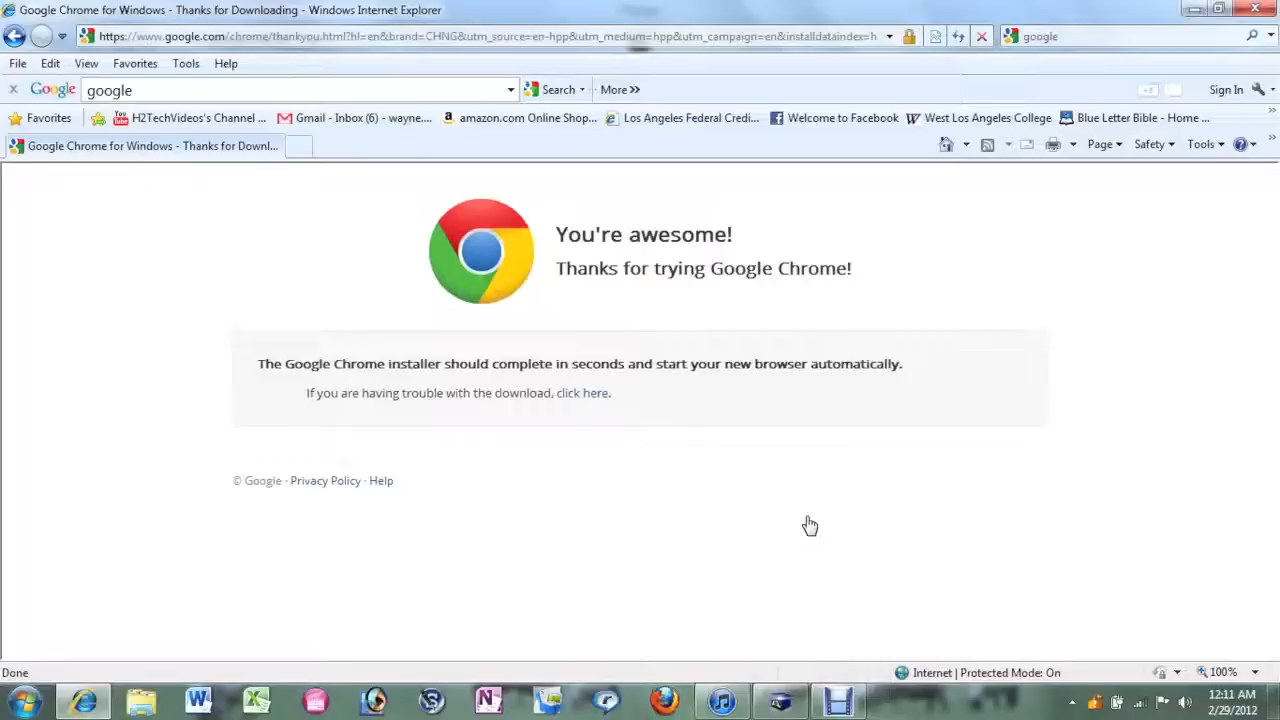 Google Chrome for Windows - Thanks for Downloading - Windows Internet Explorer
https://www.google.com/chrome/thankyou.html?hl=en&brand=CHNG&utm_source=en-hpp&utm_medium=hpp&utm_campaign=en&installdataindex=h
google
File Edit View Favorites Tools Help
x Google google Search More >> Sign In
Favorites H2TechVideos's Channel ... Gmail - Inbox (6) - wayne.... amazon.com Online Shop... Los Angeles Federal Credi... Welcome to Facebook West Los Angeles College Blue Letter Bible - Home ...
Google Chrome for Windows - Thanks for Downl... Page Safety Tools
You're awesome!
Thanks for trying Google Chrome!
The Google Chrome installer should complete in seconds and start your new browser automatically.
If you are having trouble with the download, click here.
© Google · Privacy Policy · Help
Done Internet | Protected Mode: On 100%
12:11 AM
2/29/2012